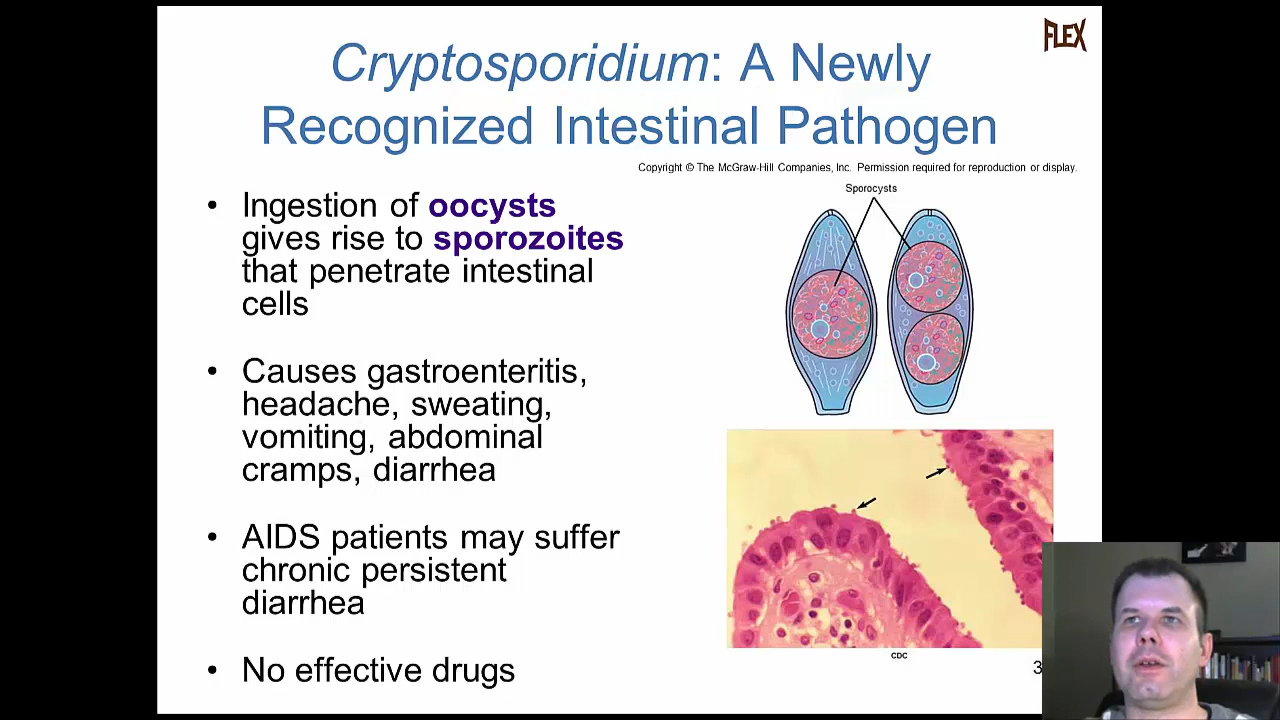 FLEX
Cryptosporidium: A Newly
Recognized Intestinal Pathogen
Copyright © The McGraw-Hill Companies, Inc. Permission required for reproduction or display.
• Ingestion of oocysts
gives rise to sporozoites
that penetrate intestinal
cells
• Causes gastroenteritis,
headache, sweating,
vomiting, abdominal
cramps, diarrhea
• AIDS patients may suffer
chronic persistent
diarrhea
• No effective drugs
Sporocysts
CDC